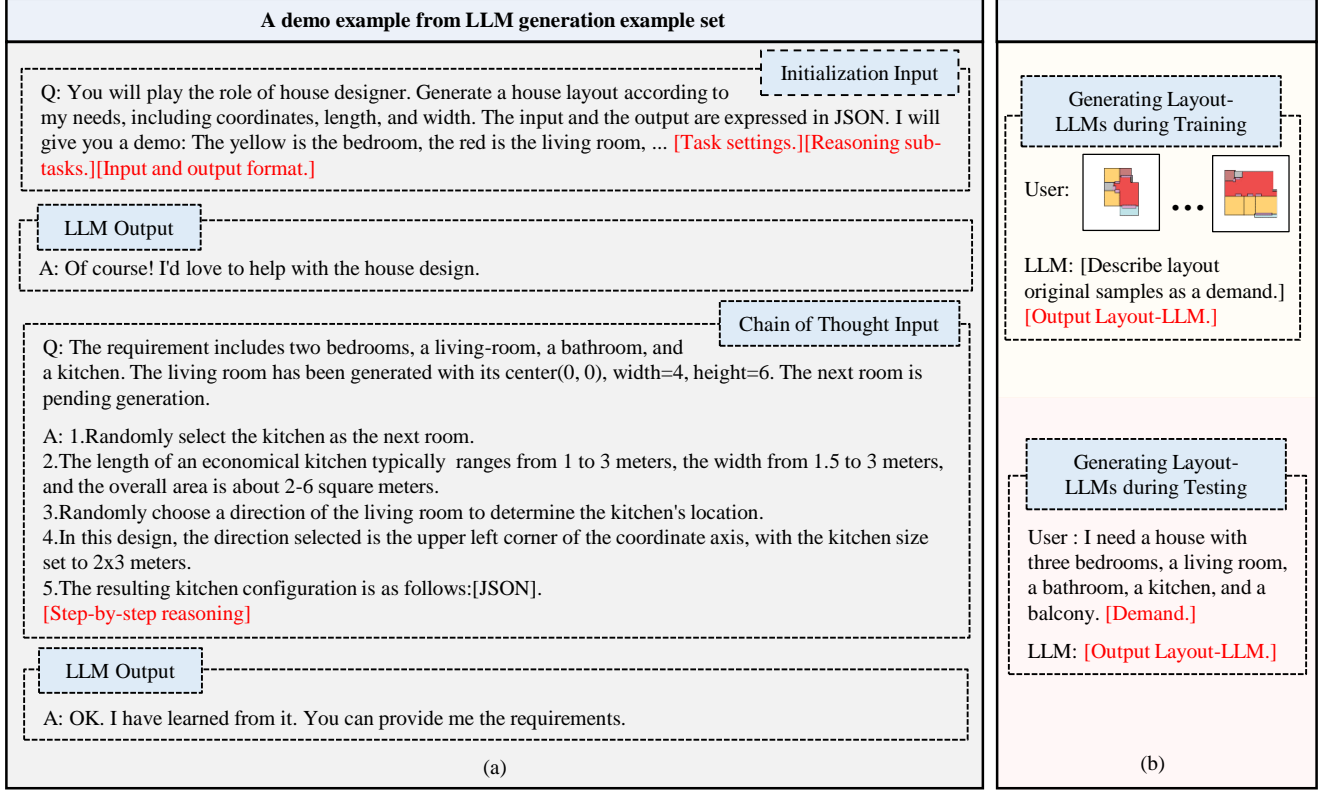 A demo example from LLM generation example set
Initialization Input
Q: You will play the role of house designer. Generate a house layout according to
my needs, including coordinates, length, and width. The input and the output are expressed in JSON. I will
give you a demo: The yellow is the bedroom, the red is the living room, ... [Task settings.][Reasoning sub-
tasks.][Input and output format.]
LLM Output
A: Of course! I'd love to help with the house design.
Chain of Thought Input
Q: The requirement includes two bedrooms, a living-room, a bathroom, and
a kitchen. The living room has been generated with its center(0, 0), width=4, height=6. The next room is
pending generation.
A: 1.Randomly select the kitchen as the next room.
2.The length of an economical kitchen typically ranges from 1 to 3 meters, the width from 1.5 to 3 meters,
and the overall area is about 2-6 square meters.
3.Randomly choose a direction of the living room to determine the kitchen's location.
4.In this design, the direction selected is the upper left corner of the coordinate axis, with the kitchen size
set to 2x3 meters.
5.The resulting kitchen configuration is as follows:[JSON].
[Step-by-step reasoning]
LLM Output
A: OK. I have learned from it. You can provide me the requirements.
(a)
Generating Layout-
LLMs during Training
User:
...
LLM: [Describe layout
original samples as a demand.]
[Output Layout-LLM.]
Generating Layout-
LLMs during Testing
User : I need a house with
three bedrooms, a living room,
a bathroom, a kitchen, and a
balcony. [Demand.]
LLM: [Output Layout-LLM.]
(b)